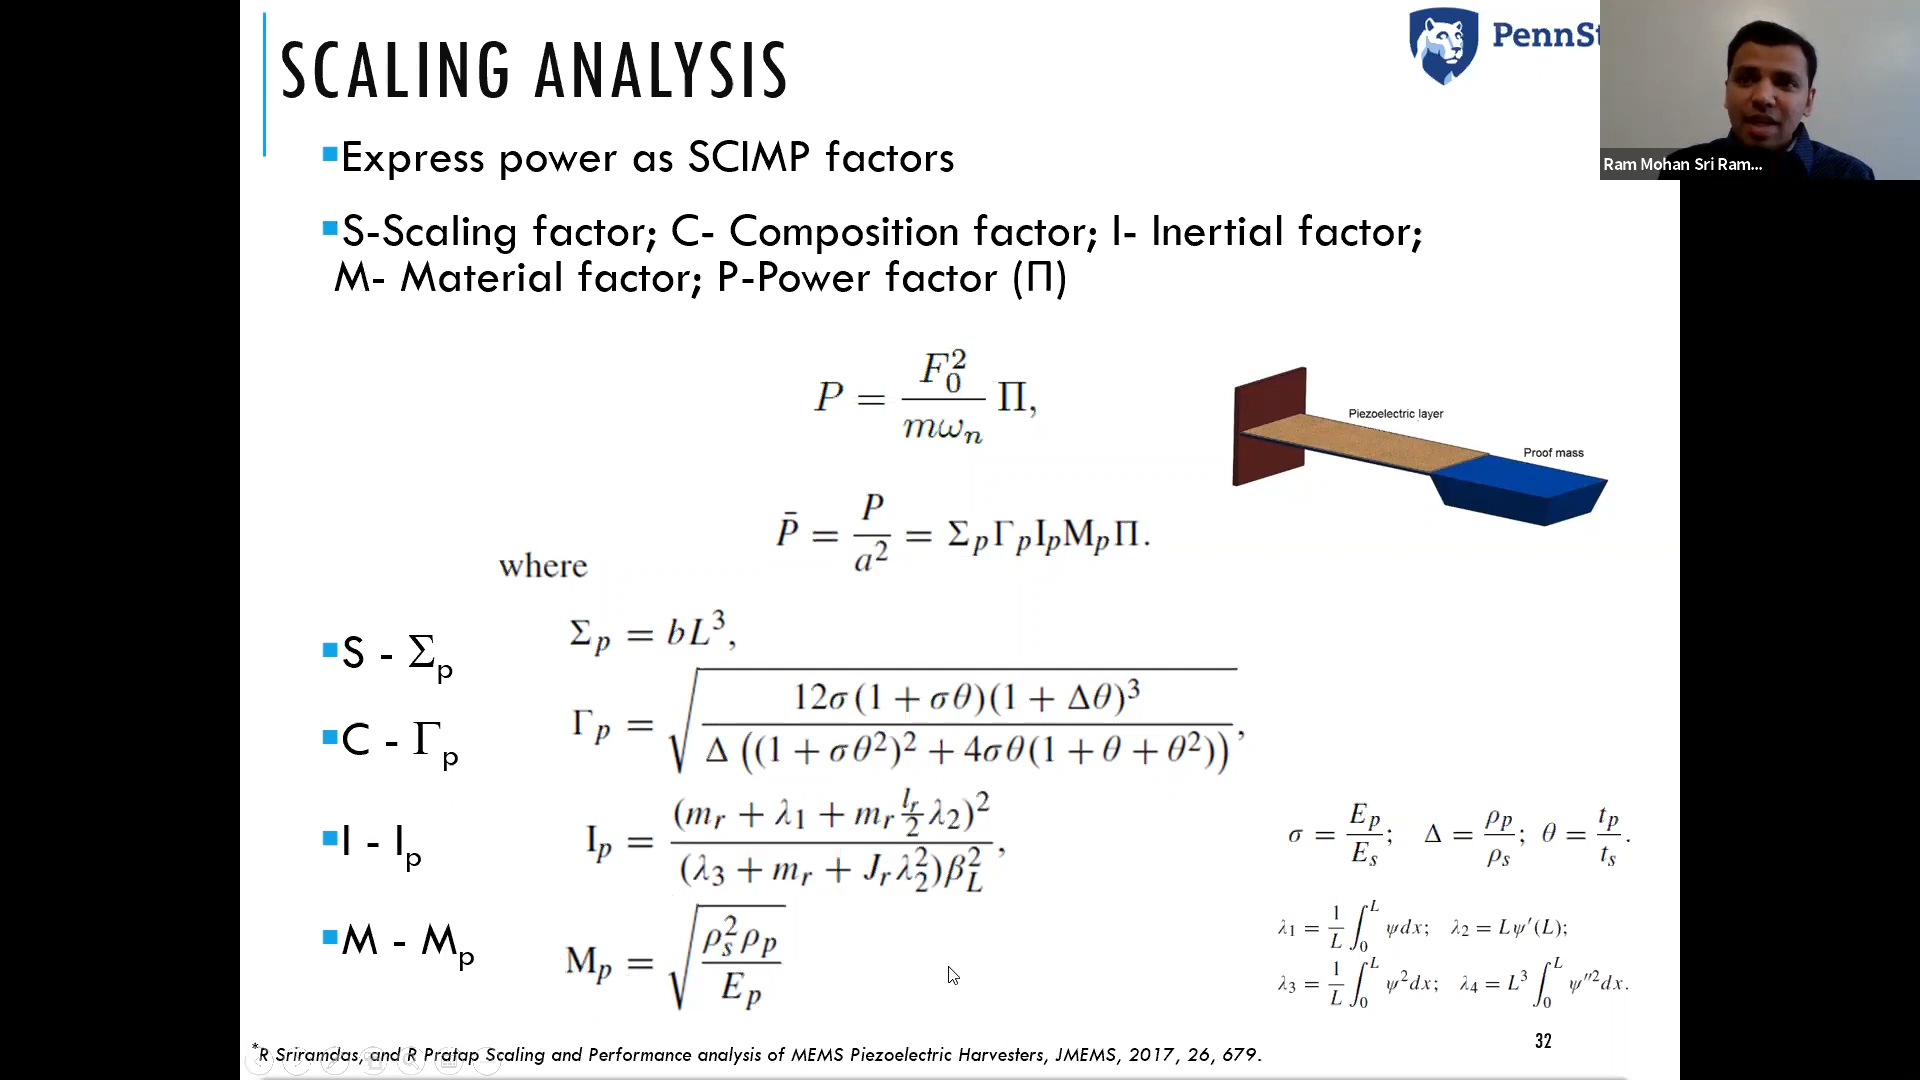 SCALING ANALYSIS
PennSt
Ram Mohan Sri Ram...
▪Express power as SCIMP factors
▪S-Scaling factor; C- Composition factor; I- Inertial factor;
M- Material factor; P-Power factor (Π)
P = F₀² / (mωₙ) Π,
Piezoelectric layer
Proof mass
P̄ = P / a² = ΣₚΓₚIₚMₚΠ.
where
▪S - Σₚ
Σₚ = bL³,
▪C - Γₚ
Γₚ = √(12σ(1 + σθ)(1 + Δθ)³ / (Δ((1 + σθ²)² + 4σθ(1 + θ + θ²)))),
▪I - Iₚ
Iₚ = (mᵣ + λ₁ + mᵣ (lᵣ/2) λ₂)² / ((λ₃ + mᵣ + Jᵣλ₂²)β_L²),
σ = Eₚ/Eₛ; Δ = ρₚ/ρₛ; θ = tₚ/tₛ.
▪M - Mₚ
Mₚ = √(ρₛ²ρₚ / Eₚ)
λ₁ = 1/L ∫₀ᴸ ψdx; λ₂ = Lψ′(L);
λ₃ = 1/L ∫₀ᴸ ψ²dx; λ₄ = L³ ∫₀ᴸ ψ″²dx.
32
*R Sriramdas, and R Pratap Scaling and Performance analysis of MEMS Piezoelectric Harvesters, JMEMS, 2017, 26, 679.